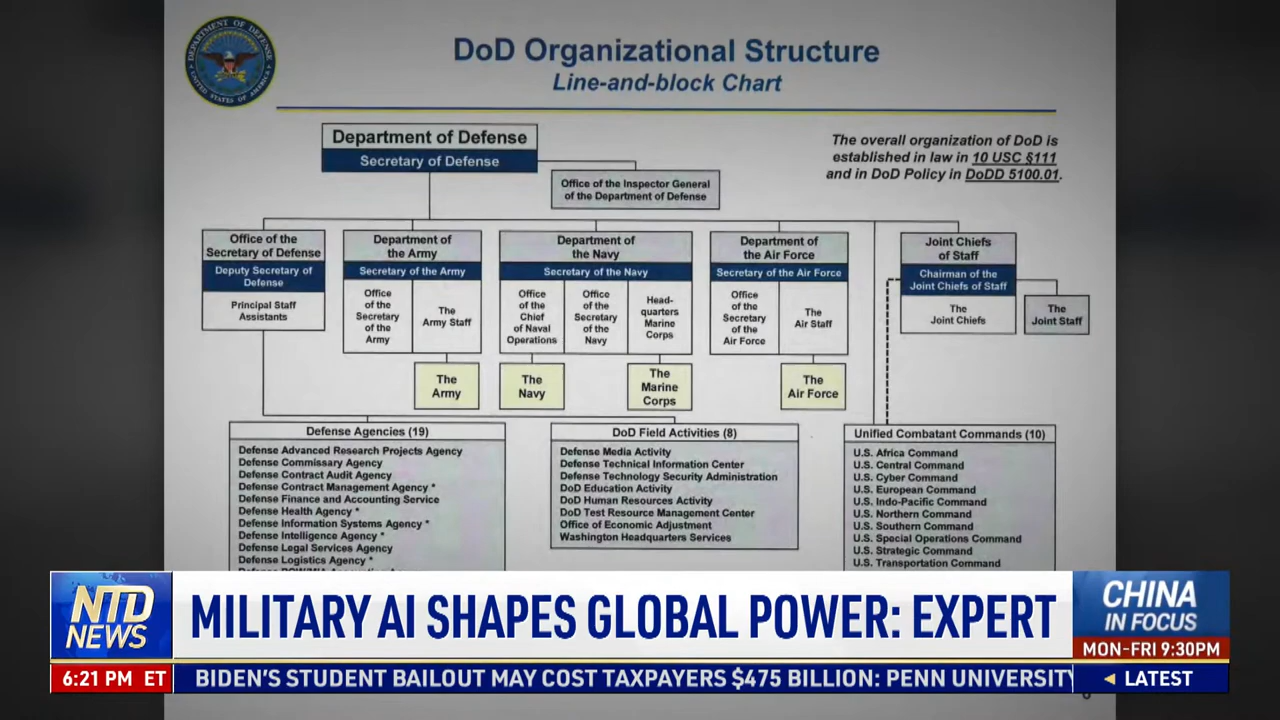 DEPARTMENT OF DEFENSE
UNITED STATES OF AMERICA
DoD Organizational Structure
Line-and-block Chart
Department of Defense
Secretary of Defense
Office of the Inspector General
of the Department of Defense
The overall organization of DoD is
established in law in 10 USC §111
and in DoD Policy in DoDD 5100.01.
Office of the
Secretary of Defense
Deputy Secretary of
Defense
Principal Staff
Assistants
Department of
the Army
Secretary of the Army
Office
of the
Secretary
of the
Army
The
Army Staff
The
Army
Department of
the Navy
Secretary of the Navy
Office
of the
Chief
of Naval
Operations
Office
of the
Secretary
of the
Navy
Head-
quarters
Marine
Corps
The
Navy
The
Marine
Corps
Department of
the Air Force
Secretary of the Air Force
Office
of the
Secretary
of the
Air Force
The
Air Staff
The
Air Force
Joint Chiefs
of Staff
Chairman of the
Joint Chiefs of Staff
The
Joint Chiefs
The
Joint Staff
Defense Agencies (19)
Defense Advanced Research Projects Agency
Defense Commissary Agency
Defense Contract Audit Agency
Defense Contract Management Agency *
Defense Finance and Accounting Service
Defense Health Agency *
Defense Information Systems Agency *
Defense Intelligence Agency *
Defense Legal Services Agency
Defense Logistics Agency *
DoD Field Activities (8)
Defense Media Activity
Defense Technical Information Center
Defense Technology Security Administration
DoD Education Activity
DoD Human Resources Activity
DoD Test Resource Management Center
Office of Economic Adjustment
Washington Headquarters Services
Unified Combatant Commands (10)
U.S. Africa Command
U.S. Central Command
U.S. Cyber Command
U.S. European Command
U.S. Indo-Pacific Command
U.S. Northern Command
U.S. Southern Command
U.S. Special Operations Command
U.S. Strategic Command
U.S. Transportation Command
NTD
NEWS
MILITARY AI SHAPES GLOBAL POWER: EXPERT
CHINA
IN FOCUS
MON-FRI 9:30PM
6:21 PM ET
BIDEN'S STUDENT BAILOUT MAY COST TAXPAYERS $475 BILLION: PENN UNIVERSITY
LATEST